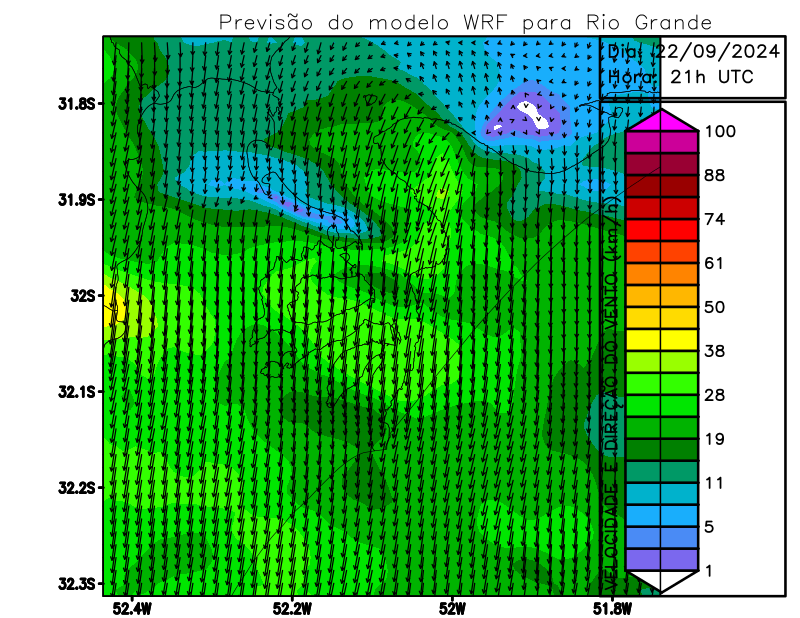 Previsão do modelo WRF para Rio Grande
Dia: 22/09/2024
Hora: 21h UTC
31.8S
31.9S
32S
32.1S
32.2S
32.3S
52.4W
52.2W
52W
51.8W
VELOCIDADE E DIREÇÃO DO VENTO (km/h)
100
88
74
61
50
38
28
19
11
5
1